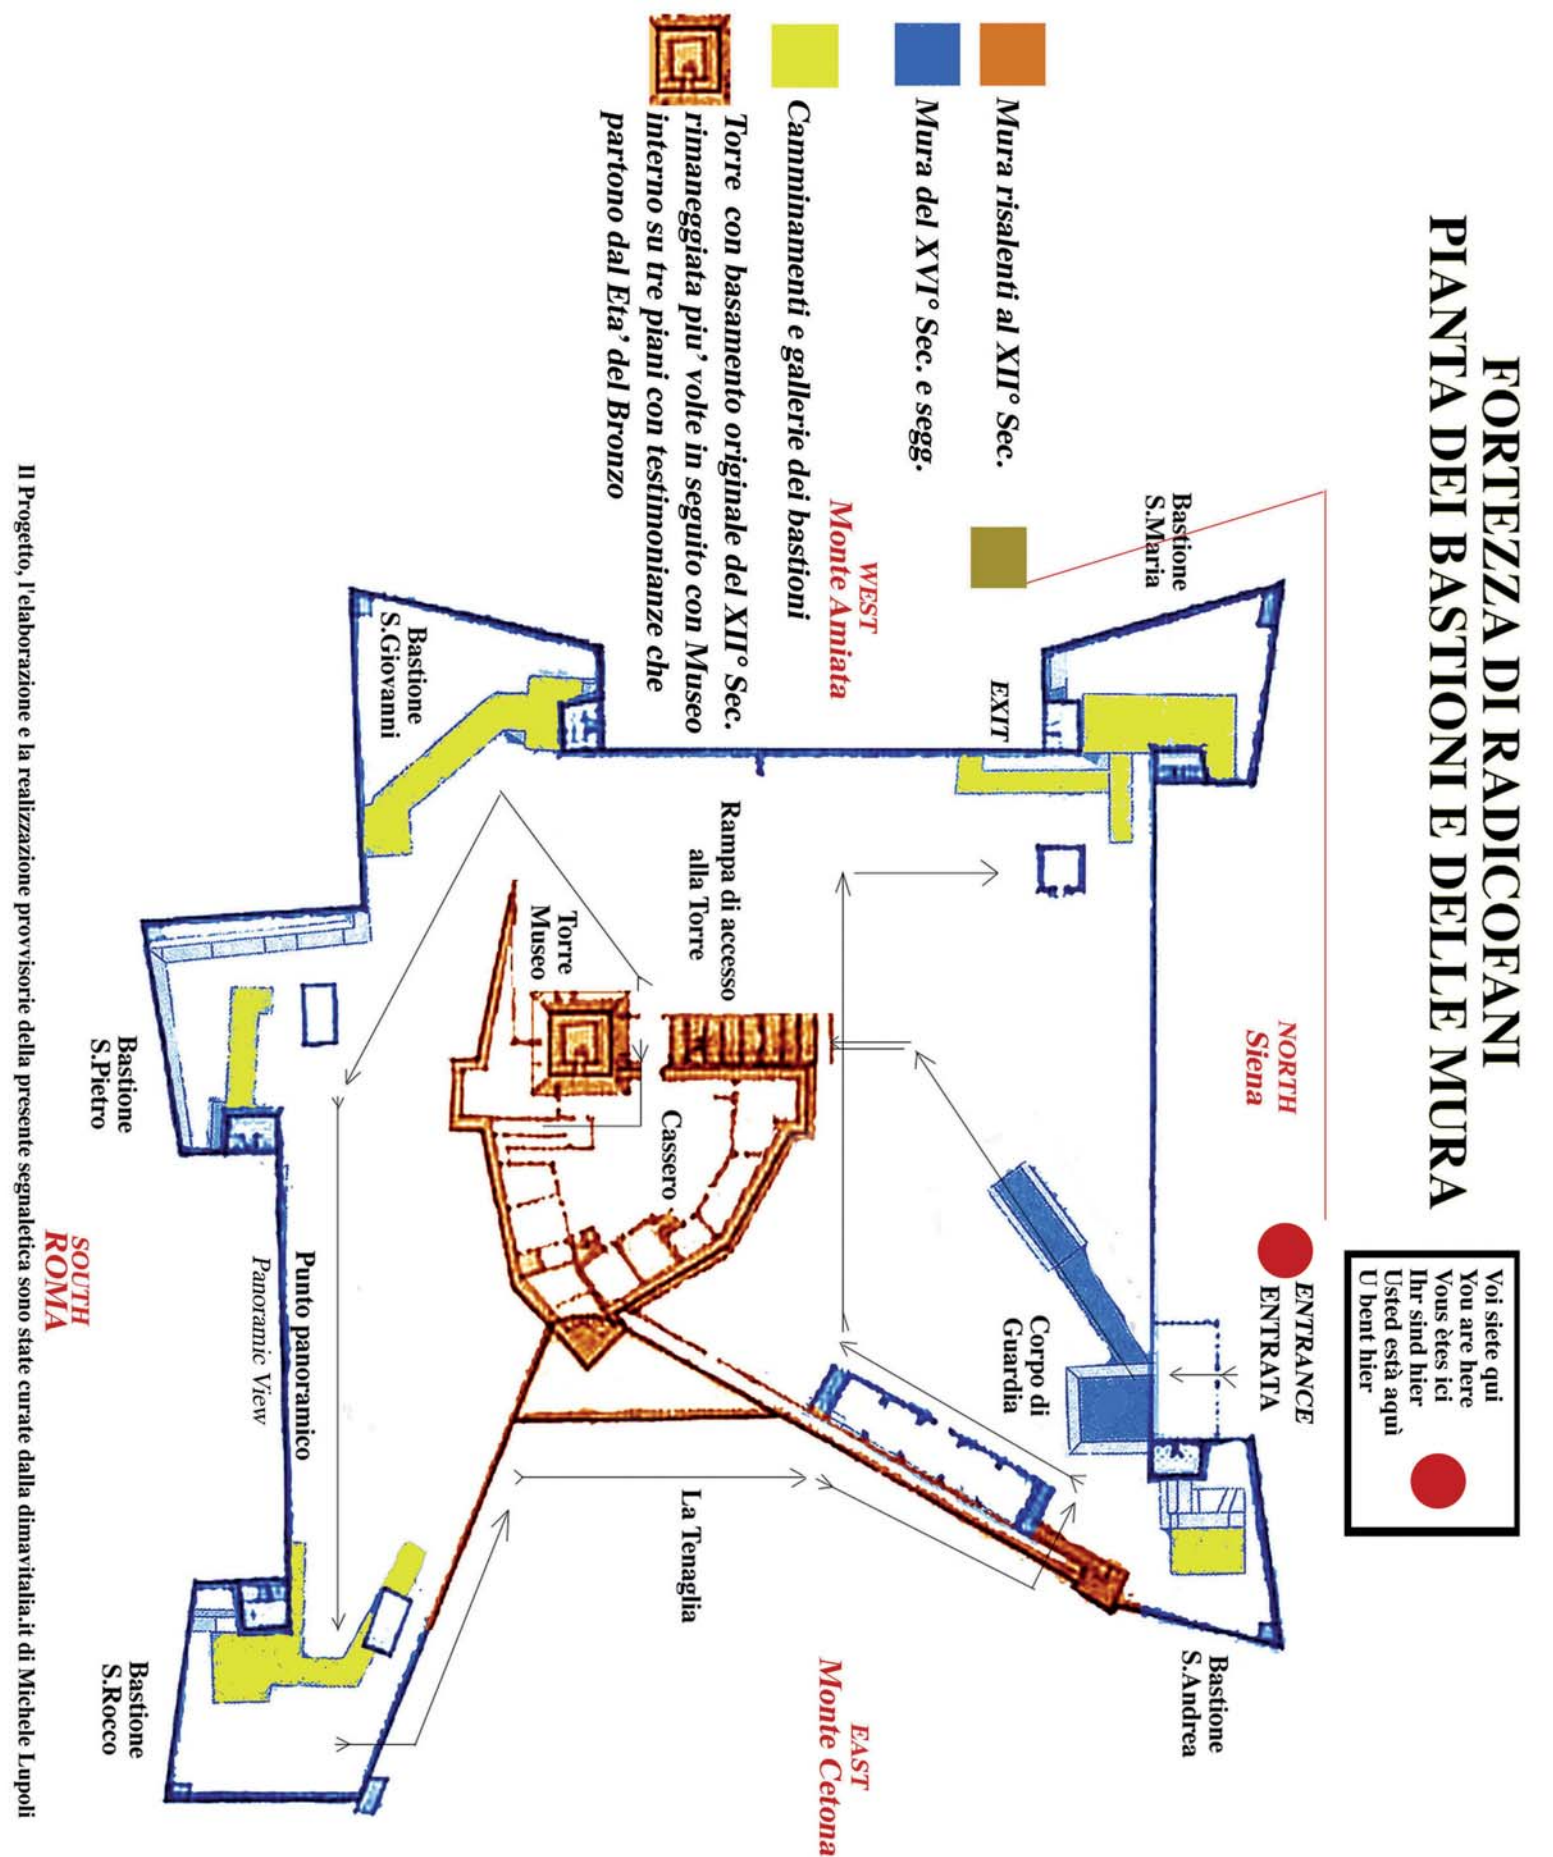 FORTEZZA DI RADICOFANI
PIANTA DEI BASTIONI E DELLE MURA
Voi siete qui
You are here
Vous ètes ici
Ihr sind hier
Usted està aquì
U bent hier
Mura risalenti al XII° Sec.
Mura del XVI° Sec. e segg.
Camminamenti e gallerie dei bastioni
Torre con basamento originale del XII° Sec.
rimaneggiata piu' volte in seguito con Museo
interno su tre piani con testimonianze che
partono dal Eta' del Bronzo
NORTH
Siena
ENTRANCE
ENTRATA
Bastione
S.Maria
Bastione
S.Andrea
EXIT
Corpo di
Guardia
WEST
Monte Amiata
EAST
Monte Cetona
Rampa di accesso
alla Torre
Cassero
La Tenaglia
Torre
Museo
Bastione
S.Giovanni
Punto panoramico
Panoramic View
Bastione
S.Pietro
Bastione
S.Rocco
SOUTH
ROMA
Il Progetto, l'elaborazione e la realizzazione provvisorie della presente segnaletica sono state curate dalla dimavitalia.it di Michele Lupoli